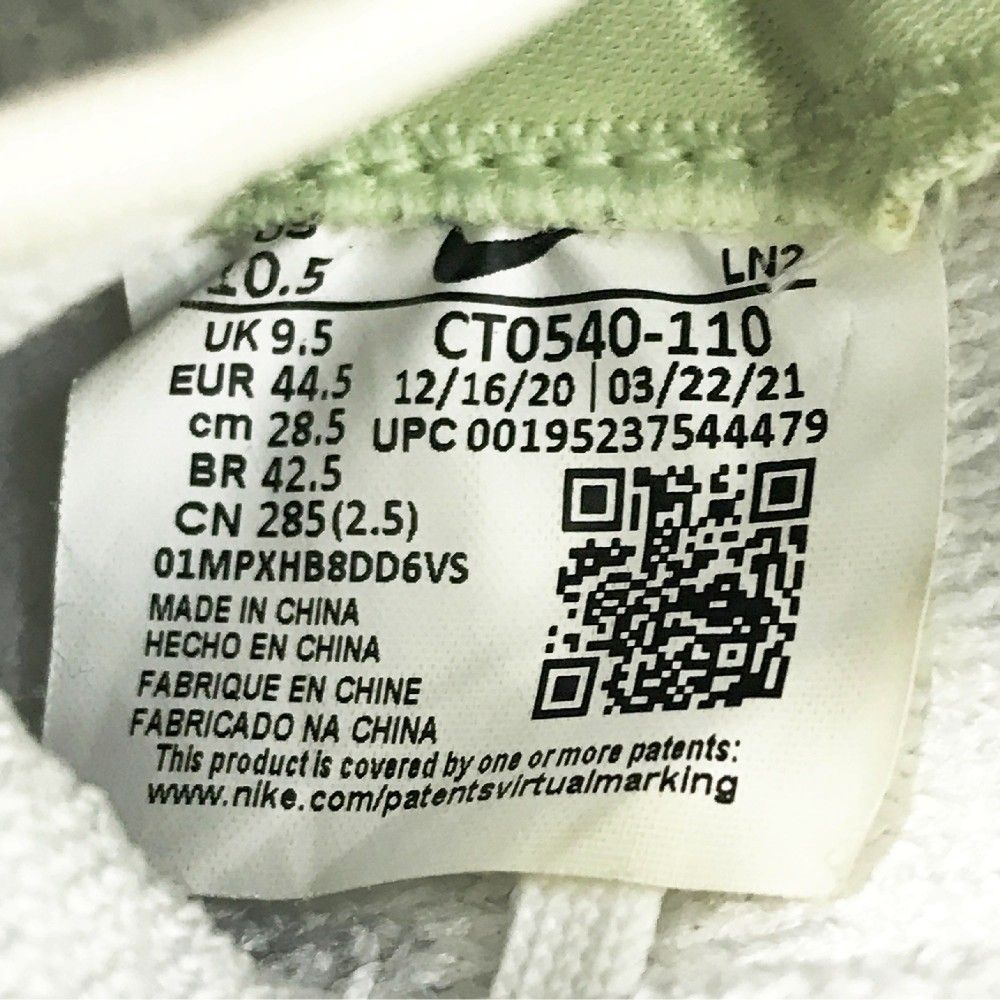 US
10.5
LN2
UK 9.5
CT0540-110
EUR 44.5
12/16/20 | 03/22/21
cm 28.5
UPC 00195237544479
BR 42.5
CN 285(2.5)
01MPXHB8DD6VS
MADE IN CHINA
HECHO EN CHINA
FABRIQUE EN CHINE
FABRICADO NA CHINA
This product is covered by one or more patents:
www.nike.com/patentsvirtualmarking